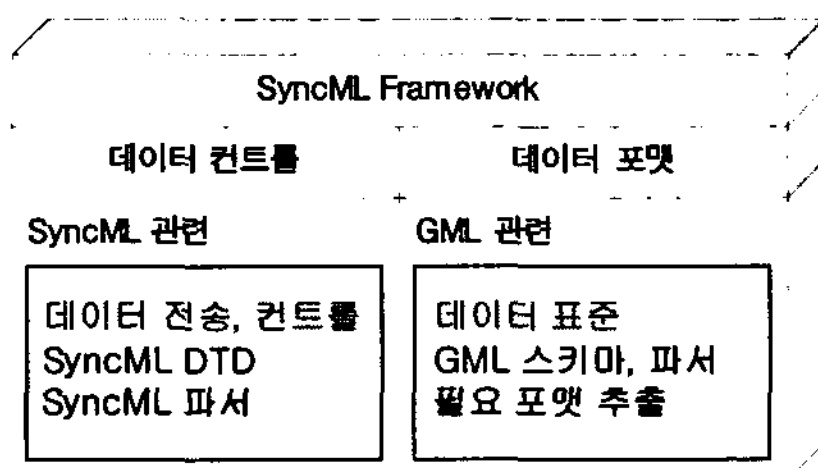 SyncML Framework
데이터 컨트롤
데이터 포맷
SyncML 관련
GML 관련
데이터 전송, 컨트롤
SyncML DTD
SyncML 파서
데이터 표준
GML 스키마, 파서
필요 포맷 추출